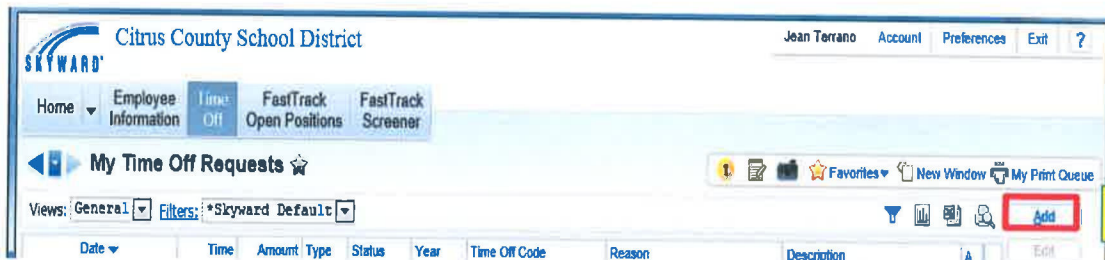 Citrus County School District
SKYWARD
Jean Terrano Account Preferences Exit ?
Home Employee Information Time Off FastTrack Open Positions FastTrack Screener
My Time Off Requests
Favorites New Window My Print Queue
Views: General Filters: *Skyward Default
Add
Date Time Amount Type Status Year Time Off Code Reason Description A
Edit